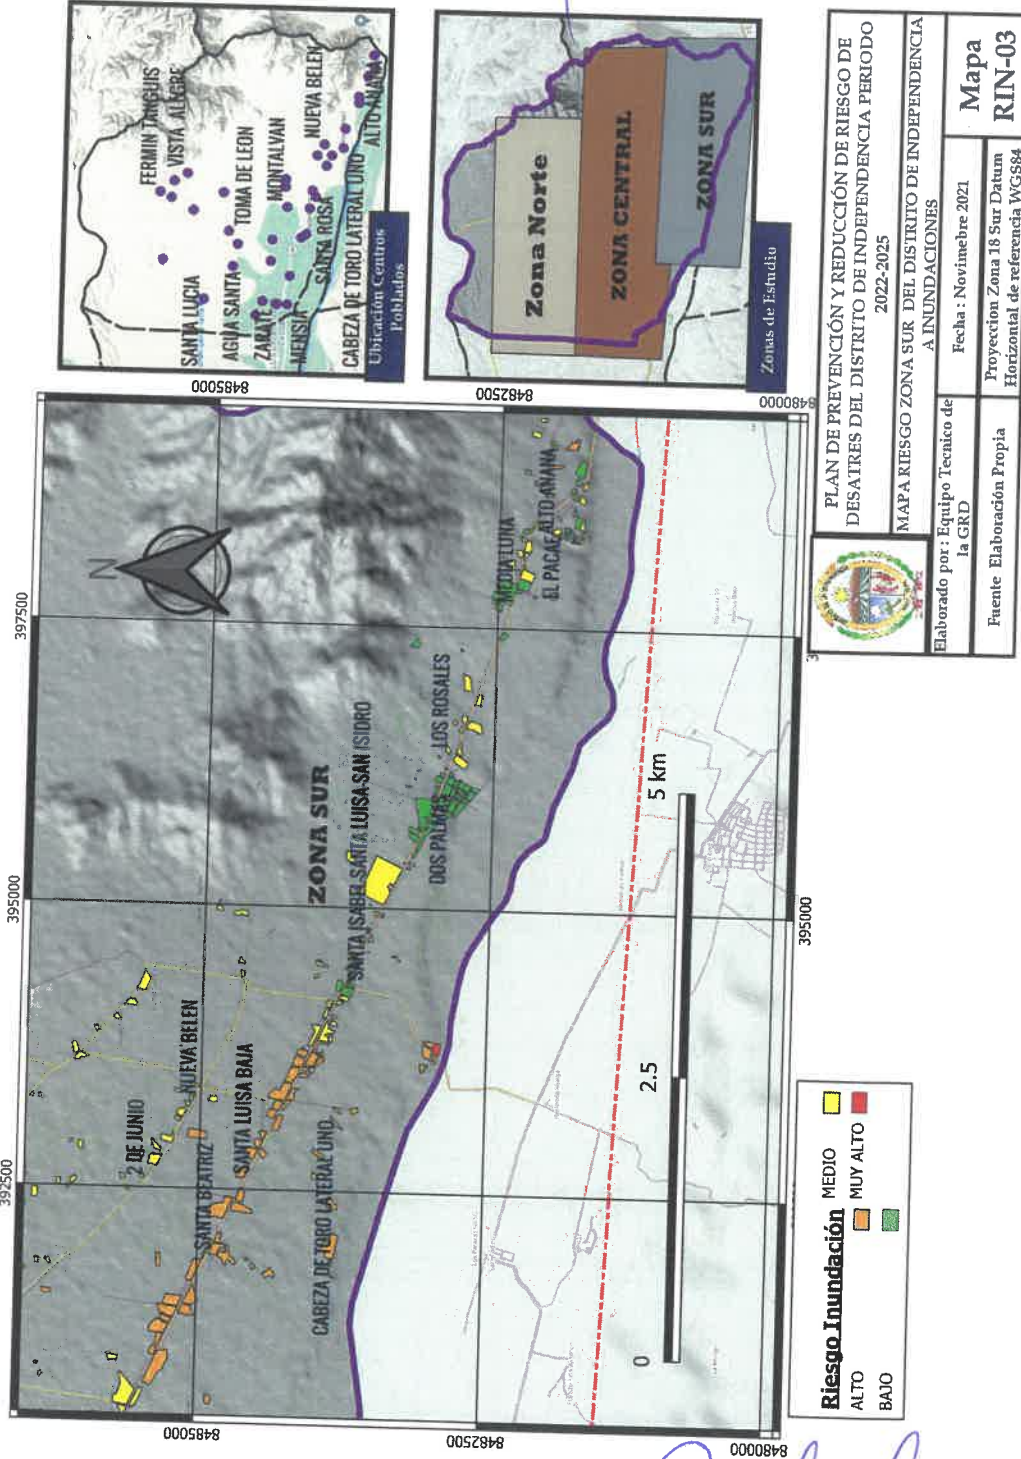 392500
395000
397500
8485000
8482500
8480000
N
ZONA SUR
2 DE JUNIO
NUEVA BELEN
SANTA BEATRIZ
SANTA LUISA BAJA
CABEZA DE TORO LATERAL UNO
SANTA ISABEL
SANTA LUISA-SAN ISIDRO
DOS PALMAS
LOS ROSALES
MEDIA LUNA
EL PACAE
ALTO AÑANA
8485000
8482500
8480000
395000
0
2.5
5 km
FERMIN TANGUIS
VISTA ALEGRE
SANTA LUCIA
AGUA SANTA
TOMA DE LEON
ZARATE
MONTALVAN
MENSIA
NUEVA BELEN
SANTA ROSA
CABEZA DE TORO LATERAL UNO
ALTO AÑANA
Ubicación Centros
Poblados
Zona Norte
ZONA CENTRAL
ZONA SUR
Zonas de Estudio
Riesgo Inundación
ALTO
MEDIO
BAJO
MUY ALTO
PLAN DE PREVENCIÓN Y REDUCCIÓN DE RIESGO DE
DESATRES DEL DISTRITO DE INDEPENDENCIA PERIODO
2022-2025
MAPA RIESGO ZONA SUR DEL DISTRITO DE INDEPENDENCIA
A INUNDACIONES
Elaborado por : Equipo Tecnico de
la GRD
Fecha : Novimebre 2021
Mapa
RIN-03
Fuente Elaboración Propia
Proyeccion Zona 18 Sur Datum
Horizontal de referencia WGS84